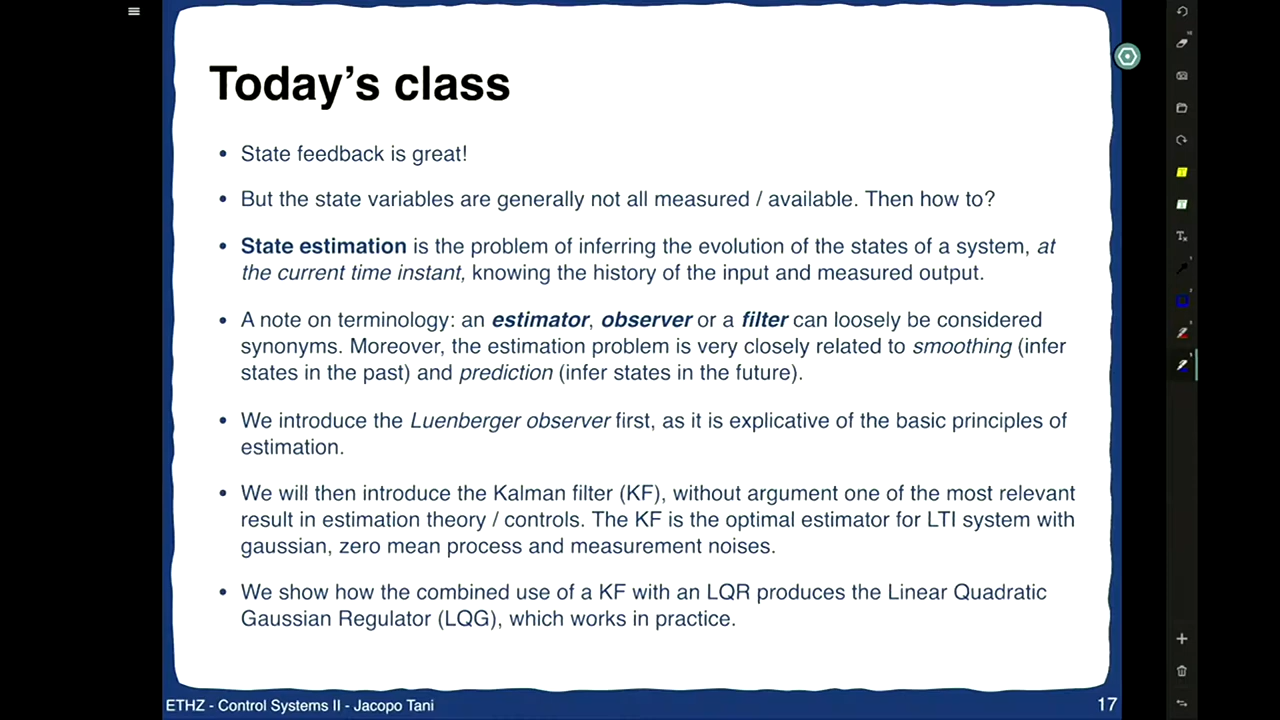 Today's class
• State feedback is great!
• But the state variables are generally not all measured / available. Then how to?
• State estimation is the problem of inferring the evolution of the states of a system, at
the current time instant, knowing the history of the input and measured output.
• A note on terminology: an estimator, observer or a filter can loosely be considered
synonyms. Moreover, the estimation problem is very closely related to smoothing (infer
states in the past) and prediction (infer states in the future).
• We introduce the Luenberger observer first, as it is explicative of the basic principles of
estimation.
• We will then introduce the Kalman filter (KF), without argument one of the most relevant
result in estimation theory / controls. The KF is the optimal estimator for LTI system with
gaussian, zero mean process and measurement noises.
• We show how the combined use of a KF with an LQR produces the Linear Quadratic
Gaussian Regulator (LQG), which works in practice.
ETHZ - Control Systems II - Jacopo Tani
17